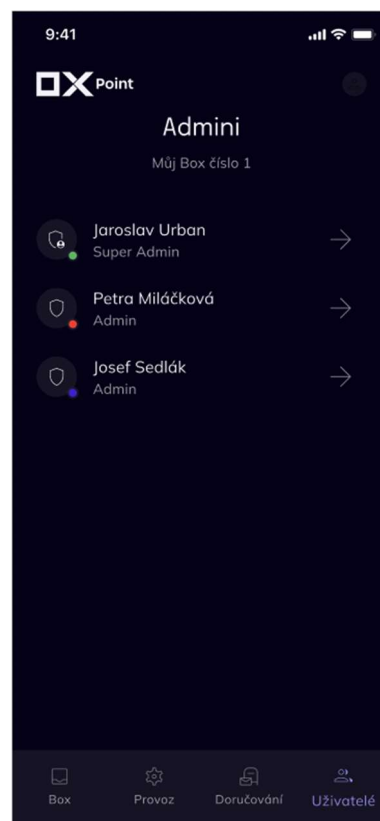 9:41
OX Point
Admini
Můj Box číslo 1
Jaroslav Urban
Super Admin
Petra Miláčková
Admin
Josef Sedlák
Admin
Box Provoz Doručování Uživatelé